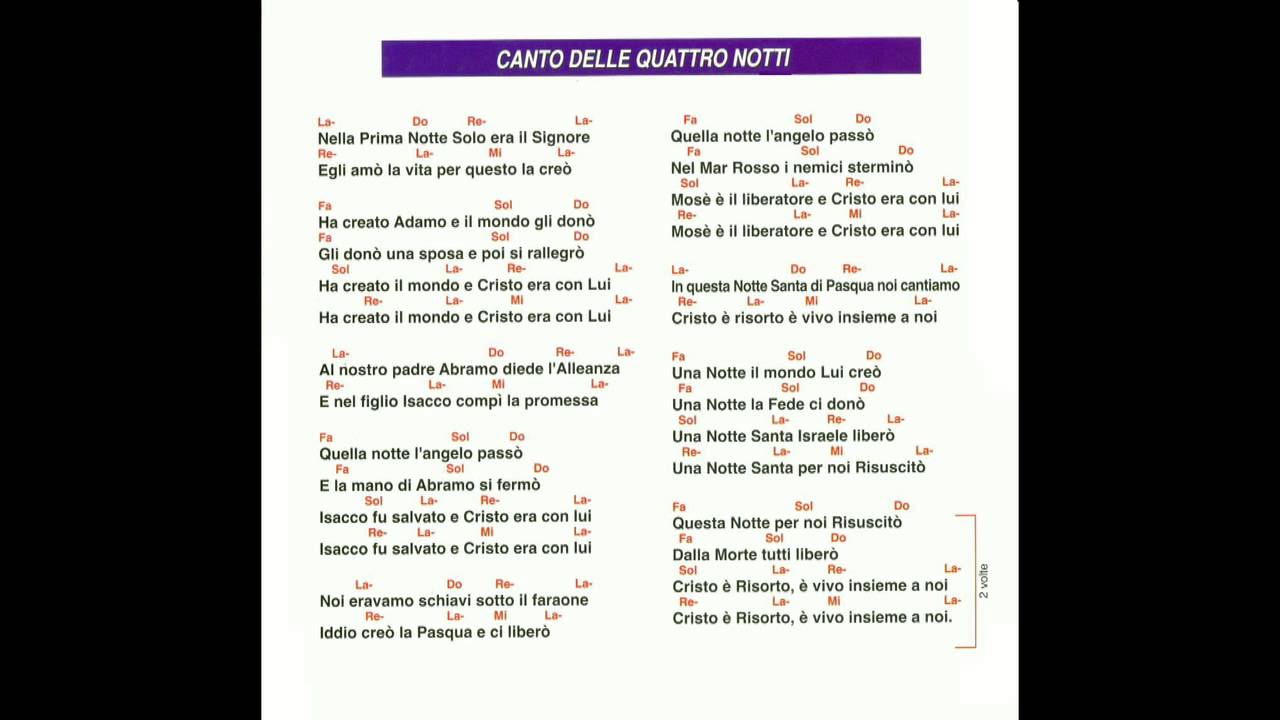 CANTO DELLE QUATTRO NOTTI
La- Do Re- La-
Nella Prima Notte Solo era il Signore
Re- La- Mi La-
Egli amò la vita per questo la creò
Fa Sol Do
Ha creato Adamo e il mondo gli donò
Fa Sol Do
Gli donò una sposa e poi si rallegrò
Sol La- Re- La-
Ha creato il mondo e Cristo era con Lui
Re- La- Mi La-
Ha creato il mondo e Cristo era con Lui
La- Do Re- La-
Al nostro padre Abramo diede l'Alleanza
Re- La- Mi La-
E nel figlio Isacco compì la promessa
Fa Sol Do
Quella notte l'angelo passò
Fa Sol Do
E la mano di Abramo si fermò
Sol La- Re- La-
Isacco fu salvato e Cristo era con lui
Re- La- Mi La-
Isacco fu salvato e Cristo era con lui
La- Do Re- La-
Noi eravamo schiavi sotto il faraone
Re- La- Mi La-
Iddio creò la Pasqua e ci liberò
Fa Sol Do
Quella notte l'angelo passò
Fa Sol Do
Nel Mar Rosso i nemici sterminò
Sol La- Re- La-
Mosè è il liberatore e Cristo era con lui
Re- La- Mi La-
Mosè è il liberatore e Cristo era con lui
La- Do Re- La-
In questa Notte Santa di Pasqua noi cantiamo
Re- La- Mi La-
Cristo è risorto è vivo insieme a noi
Fa Sol Do
Una Notte il mondo Lui creò
Fa Sol Do
Una Notte la Fede ci donò
Sol La- Re- La-
Una Notte Santa Israele liberò
Re- La- Mi La-
Una Notte Santa per noi Risuscitò
Fa Sol Do
Questa Notte per noi Risuscitò
Fa Sol Do
Dalla Morte tutti liberò
Sol La- Re- La-
Cristo è Risorto, è vivo insieme a noi
Re- La- Mi La-
Cristo è Risorto, è vivo insieme a noi.
2 volte